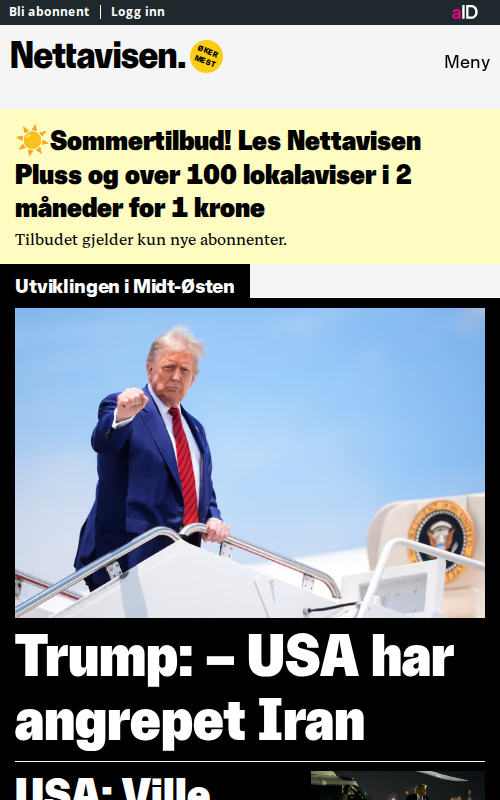 Bli abonnent
Logg inn
aID
Nettavisen.
ØKER
MEST
Meny
☀️Sommertilbud! Les Nettavisen
Pluss og over 100 lokalaviser i 2
måneder for 1 krone
Tilbudet gjelder kun nye abonnenter.
Utviklingen i Midt-Østen
Trump: – USA har
angrepet Iran
USA: Ville